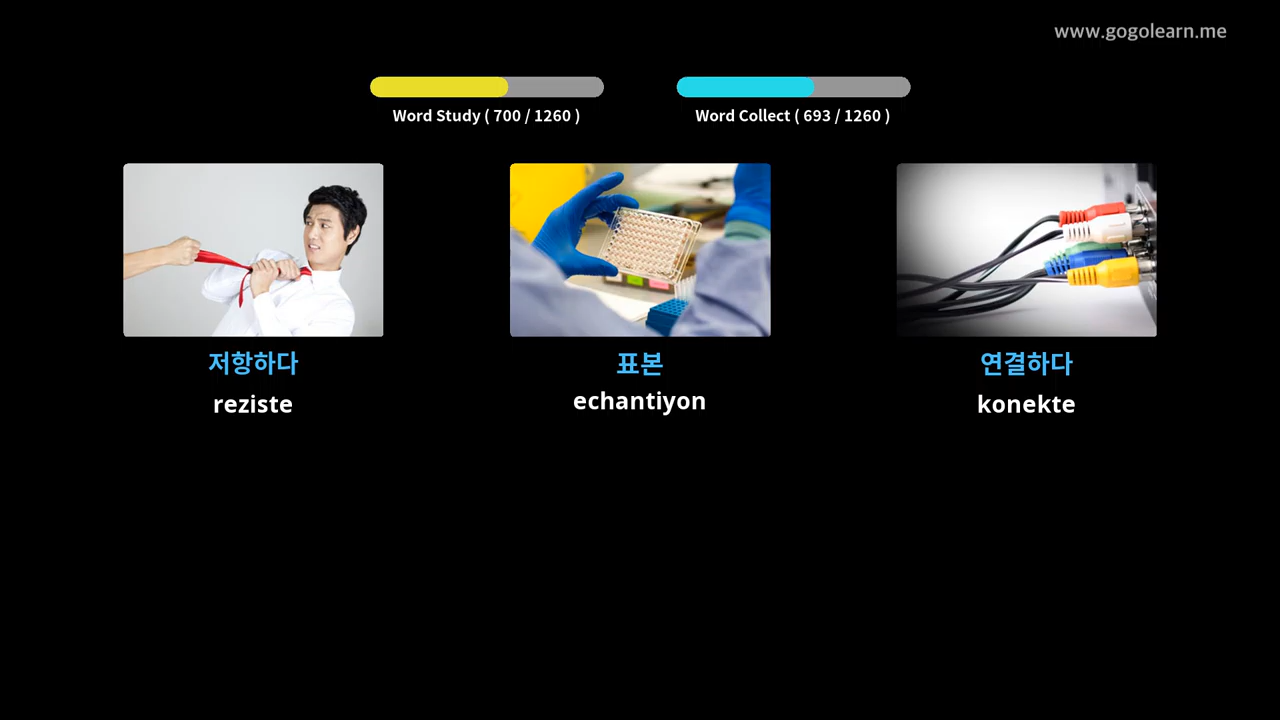 www.gogolearn.me
Word Study ( 700 / 1260 )
Word Collect ( 693 / 1260 )
저항하다
reziste
표본
echantiyon
연결하다
konekte